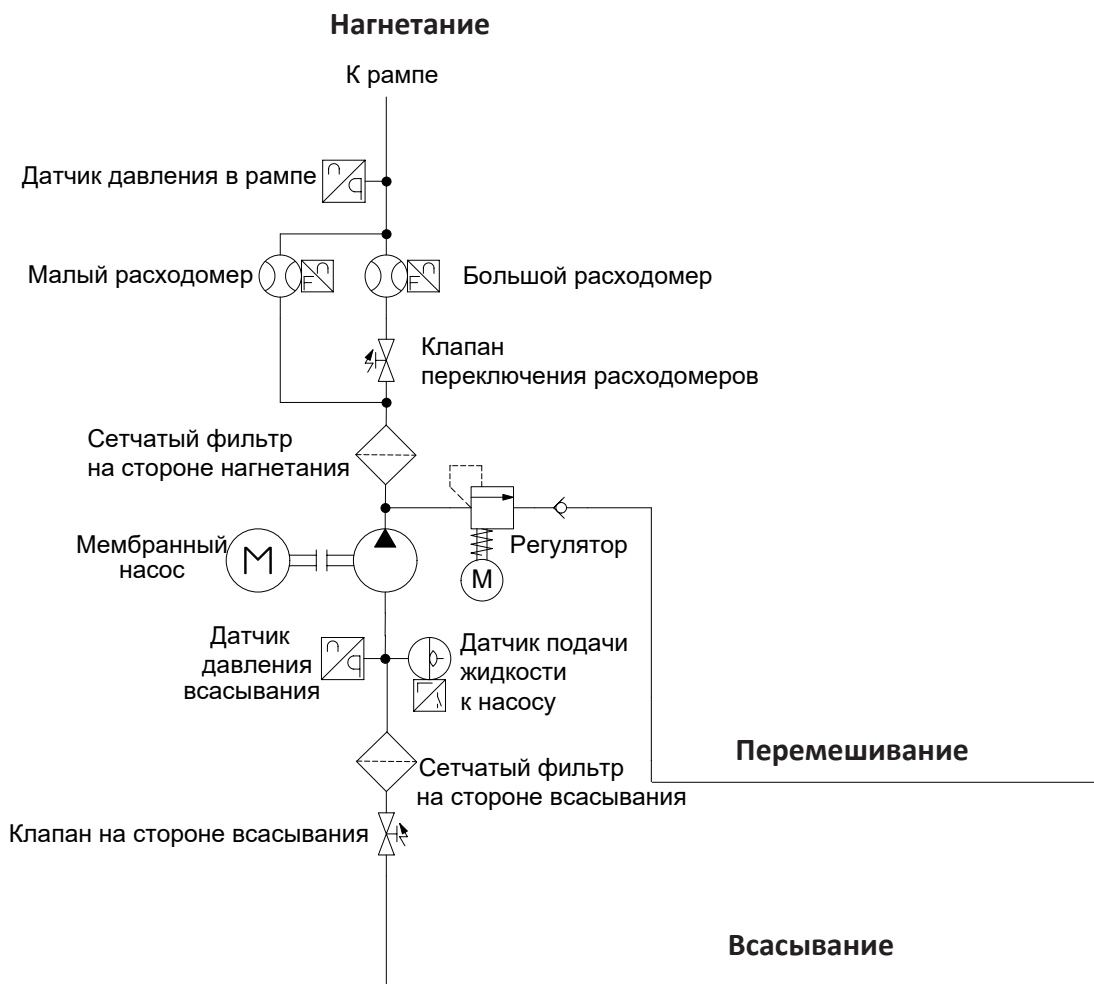 Нагнетание
К рампе
Датчик давления в рампе
Малый расходомер
Большой расходомер
Клапан
переключения расходомеров
Сетчатый фильтр
на стороне нагнетания
Мембранный
насос
M
Регулятор
M
Датчик
давления
всасывания
Датчик подачи
жидкости
к насосу
Перемешивание
Сетчатый фильтр
на стороне всасывания
Клапан на стороне всасывания
Всасывание